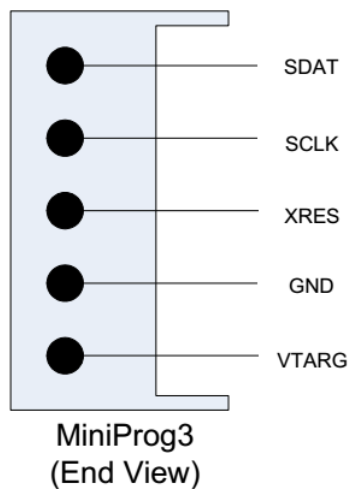 SDAT
SCLK
XRES
GND
VTARG
MiniProg3
(End View)